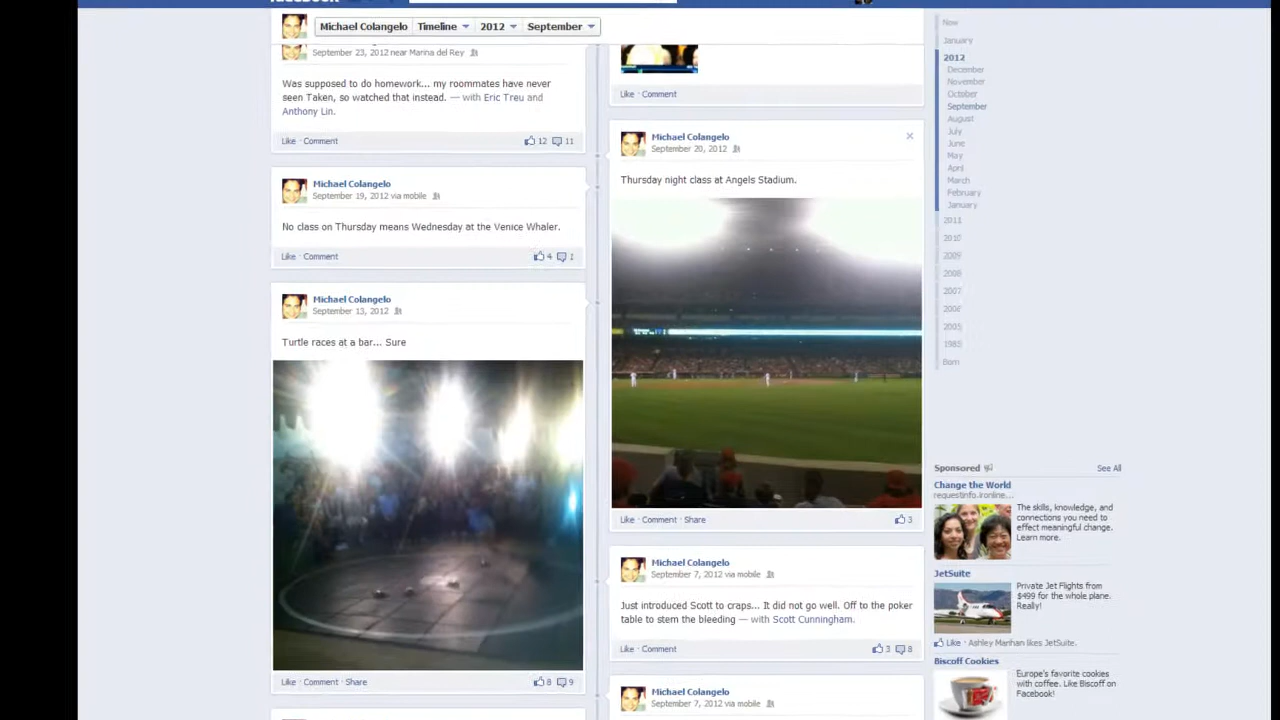 Michael Colangelo Timeline 2012 September
September 23, 2012 near Marina del Rey
Was supposed to do homework... my roommates have never
seen Taken, so watched that instead. — with Eric Treu and
Anthony Lin.
Like · Comment 12 11
Michael Colangelo
September 19, 2012 via mobile
No class on Thursday means Wednesday at the Venice Whaler.
Like · Comment 4 1
Michael Colangelo
September 13, 2012
Turtle races at a bar... Sure
Like · Comment · Share 8 9
Like · Comment
Michael Colangelo
September 20, 2012
Thursday night class at Angels Stadium.
Like · Comment · Share 3
Michael Colangelo
September 7, 2012 via mobile
Just introduced Scott to craps... It did not go well. Off to the poker
table to stem the bleeding — with Scott Cunningham.
Like · Comment 3 8
Michael Colangelo
September 7, 2012 via mobile
Now
January
2012
December
November
October
September
August
July
June
May
April
March
February
January
2011
2010
2009
2008
2007
2006
2005
1985
Born
Sponsored See All
Change the World
requestinfo.ironline...
The skills, knowledge, and
connections you need to
effect meaningful change.
Learn more.
JetSuite
Private Jet Flights from
$499 for the whole plane.
Really!
Like · Ashley Manhan likes JetSuite.
Biscoff Cookies
Europe's favorite cookies
with coffee. Like Biscoff on
Facebook!